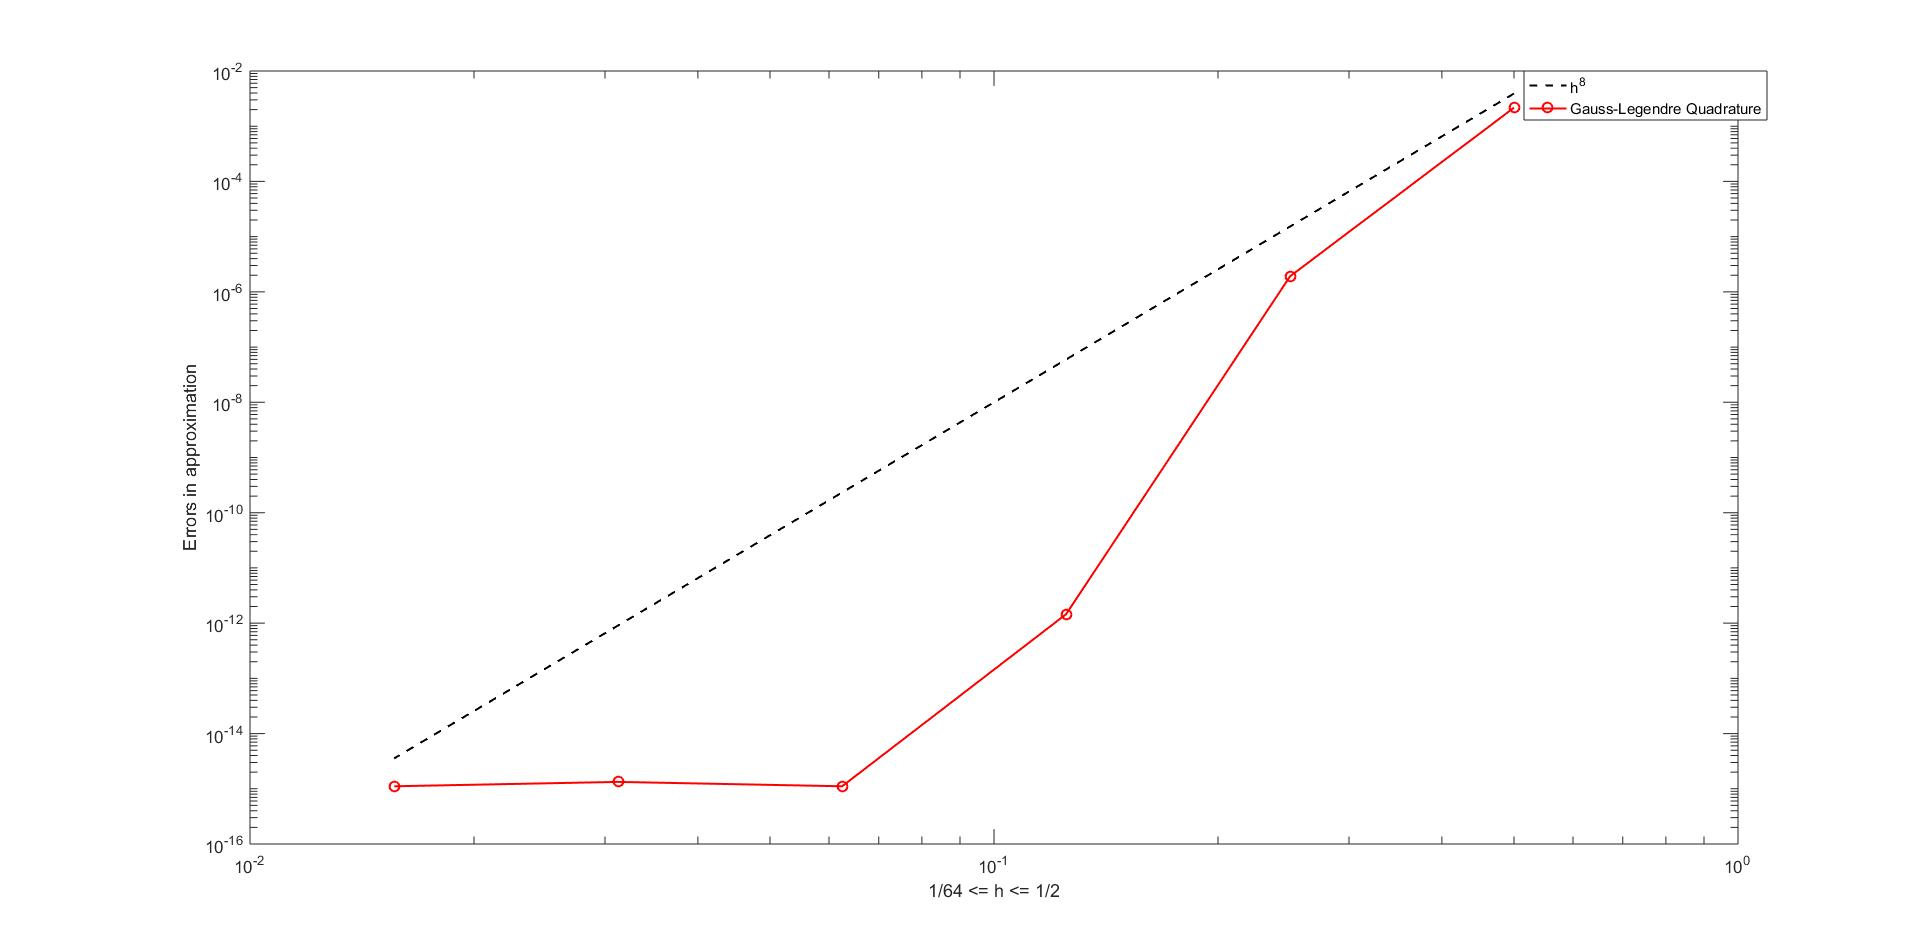 10^-2
10^-4
10^-6
10^-8
10^-10
10^-12
10^-14
10^-16
Errors in approximation
10^-2
10^-1
10^0
1/64 <= h <= 1/2
h^8
Gauss-Legendre Quadrature